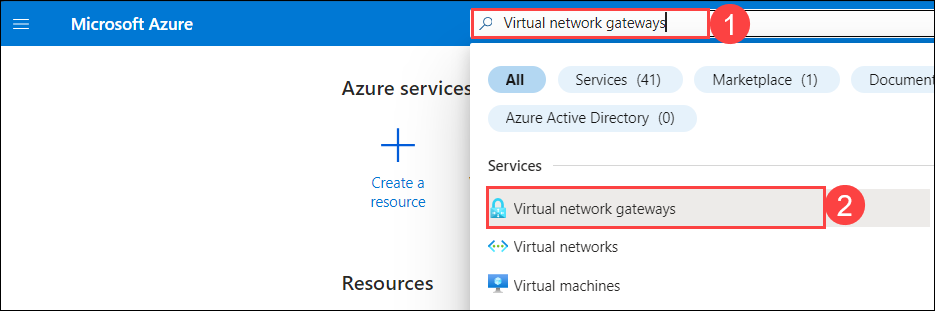 Microsoft Azure
Virtual network gateways
1
All
Services (41)
Marketplace (1)
Document
Azure Active Directory (0)
Azure services
Create a
resource
Services
Virtual network gateways
2
Virtual networks
Virtual machines
Resources